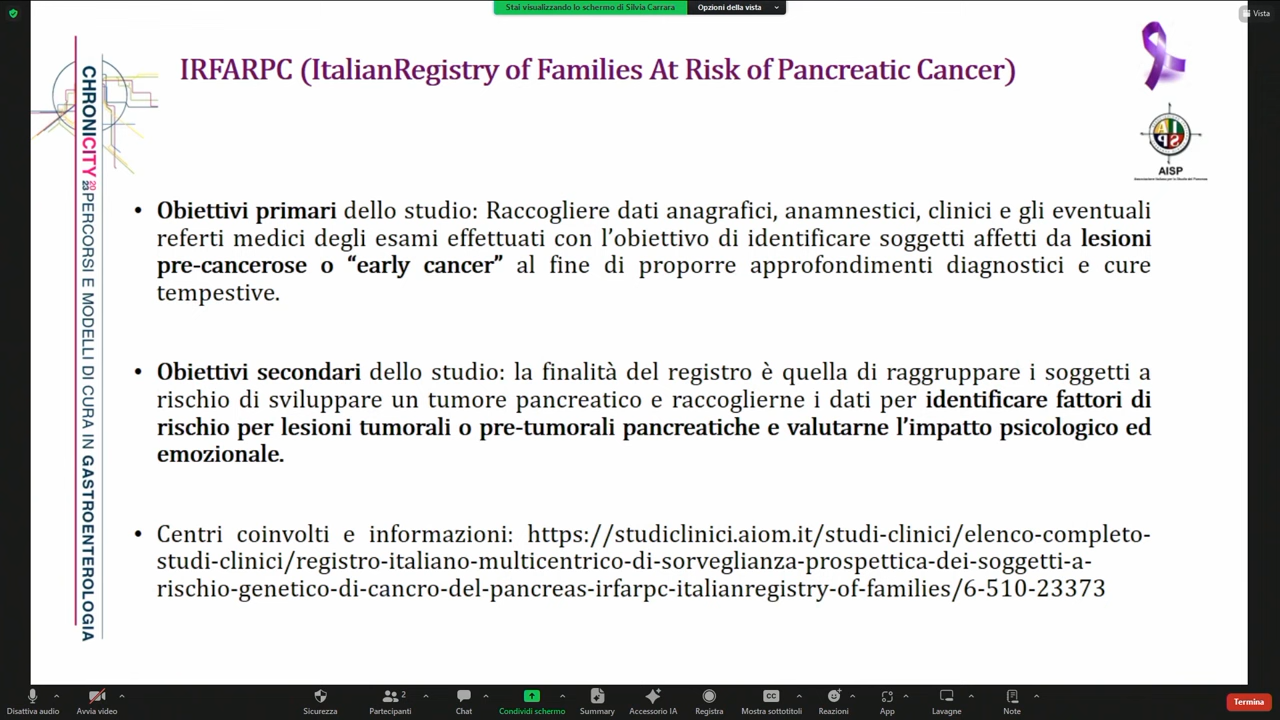 Stai visualizzando lo schermo di Silvia Carrara
Opzioni della vista
Vista
IRFARPC (ItalianRegistry of Families At Risk of Pancreatic Cancer)
AISP
CHRONICITY 2023 PERCORSI E MODELLI DI CURA IN GASTROENTEROLOGIA
• Obiettivi primari dello studio: Raccogliere dati anagrafici, anamnestici, clinici e gli eventuali
referti medici degli esami effettuati con l’obiettivo di identificare soggetti affetti da lesioni
pre-cancerose o “early cancer” al fine di proporre approfondimenti diagnostici e cure
tempestive.
• Obiettivi secondari dello studio: la finalità del registro è quella di raggruppare i soggetti a
rischio di sviluppare un tumore pancreatico e raccoglierne i dati per identificare fattori di
rischio per lesioni tumorali o pre-tumorali pancreatiche e valutarne l’impatto psicologico ed
emozionale.
• Centri coinvolti e informazioni: https://studiclinici.aiom.it/studi-clinici/elenco-completo-
studi-clinici/registro-italiano-multicentrico-di-sorveglianza-prospettica-dei-soggetti-a-
rischio-genetico-di-cancro-del-pancreas-irfarpc-italianregistry-of-families/6-510-23373
Disattiva audio
Avvia video
Sicurezza
2
Partecipanti
Chat
Condividi schermo
Summary
Accessorio IA
Registra
CC
Mostra sottotitoli
Reazioni
App
Lavagne
Note
Termina